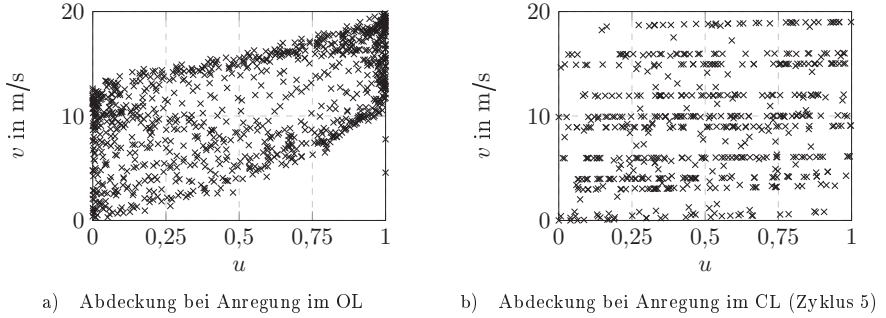 20
10
0
v in m/s
0
0,25
0,5
0,75
1
u
a) Abdeckung bei Anregung im OL
20
10
0
v in m/s
0
0,25
0,5
0,75
1
u
b) Abdeckung bei Anregung im CL (Zyklus 5)